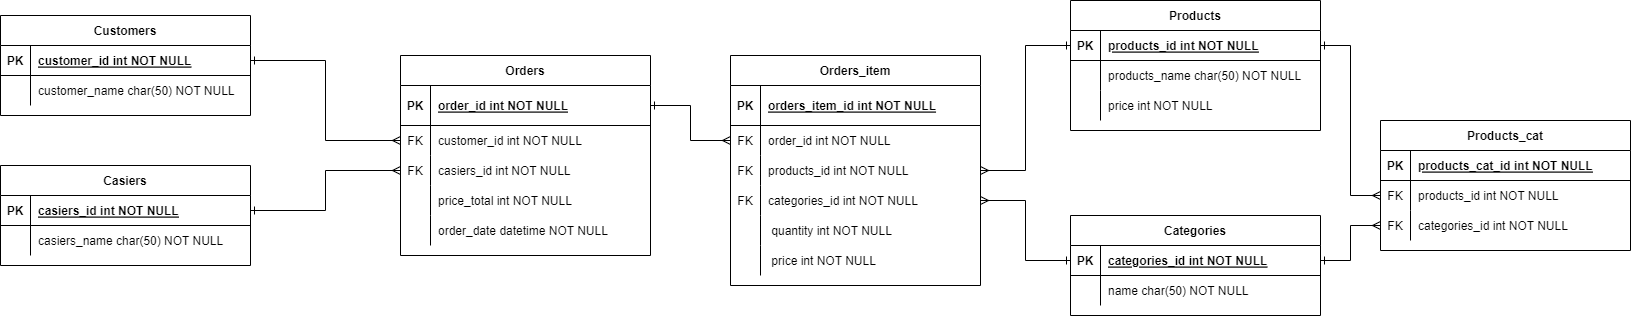 Customers
PK customer_id int NOT NULL
customer_name char(50) NOT NULL
Casiers
PK casiers_id int NOT NULL
casiers_name char(50) NOT NULL
Orders
PK order_id int NOT NULL
FK customer_id int NOT NULL
FK casiers_id int NOT NULL
price_total int NOT NULL
order_date datetime NOT NULL
Orders_item
PK orders_item_id int NOT NULL
FK order_id int NOT NULL
FK products_id int NOT NULL
FK categories_id int NOT NULL
quantity int NOT NULL
price int NOT NULL
Products
PK products_id int NOT NULL
products_name char(50) NOT NULL
price int NOT NULL
Categories
PK categories_id int NOT NULL
name char(50) NOT NULL
Products_cat
PK products_cat_id int NOT NULL
FK products_id int NOT NULL
FK categories_id int NOT NULL